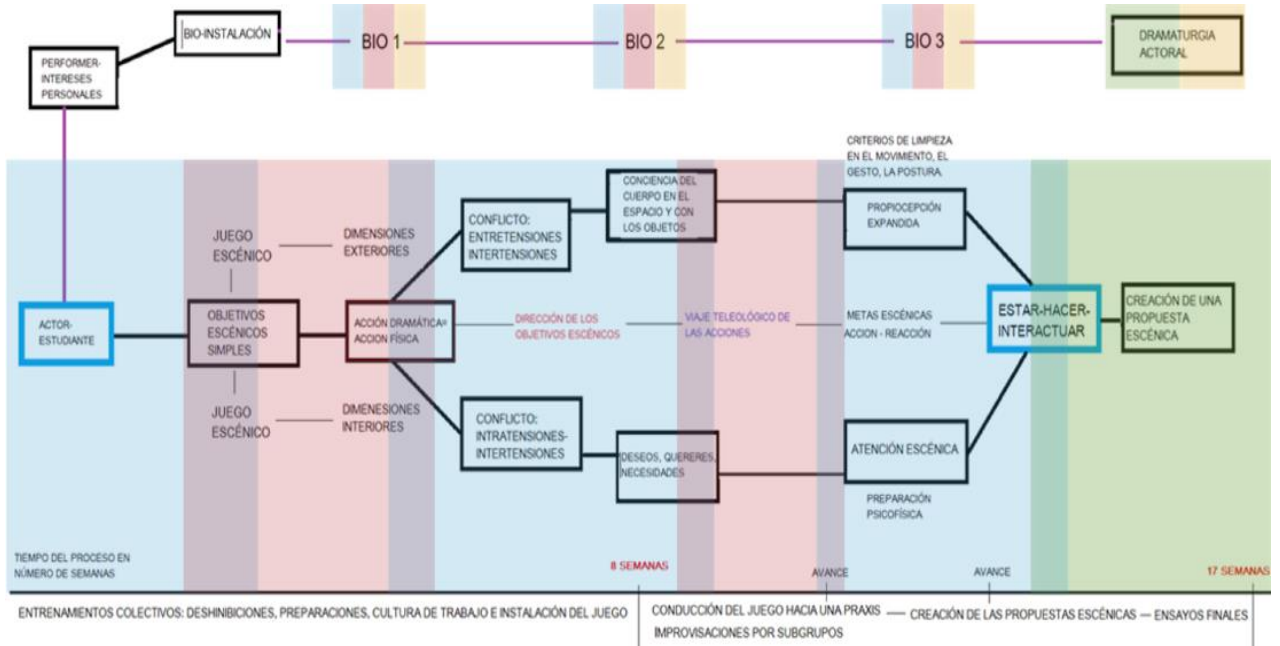 BIO-INSTALACIÓN
BIO 1
BIO 2
BIO 3
DRAMATURGIA
ACTORAL
PERFORMER-
INTERESES
PERSONALES
CRITERIOS DE LIMPIEZA
EN EL MOVIMIENTO, EL
GESTO, LA POSTURA.
CONCIENCIA DEL
CUERPO EN EL
ESPACIO Y CON
LOS OBJETOS
PROPIOCEPCIÓN
EXPANDIDA
CONFLICTO:
ENTRETENSIONES
INTERTENSIONES
JUEGO
ESCÉNICO
DIMENSIONES
EXTERIORES
ACTOR-
ESTUDIANTE
OBJETIVOS
ESCÉNICOS
SIMPLES
ACCIÓN DRAMÁTICA=
ACCION FÍSICA
DIRECCIÓN DE LOS
OBJETIVOS ESCÉNICOS
VIAJE TELEOLÓGICO DE
LAS ACCIONES
METAS ESCÉNICAS
ACCION - REACCIÓN
ESTAR-HACER-
INTERACTUAR
CREACIÓN DE UNA
PROPUESTA
ESCÉNICA
JUEGO
ESCÉNICO
DIMENESIONES
INTERIORES
CONFLICTO:
INTRATENSIONES-
INTERTENSIONES
DESEOS, QUERERES,
NECESIDADES
ATENCIÓN ESCÉNICA
PREPARACIÓN
PSICOFÍSICA
TIEMPO DEL PROCESO EN
NÚMERO DE SEMANAS
8 SEMANAS
AVANCE
AVANCE
17 SEMANAS
ENTRENAMIENTOS COLECTIVOS: DESHINIBICIONES, PREPARACIONES, CULTURA DE TRABAJO E INSTALACIÓN DEL JUEGO
CONDUCCIÓN DEL JUEGO HACIA UNA PRAXIS — CREACIÓN DE LAS PROPUESTAS ESCÉNICAS — ENSAYOS FINALES
IMPROVISACIONES POR SUBGRUPOS